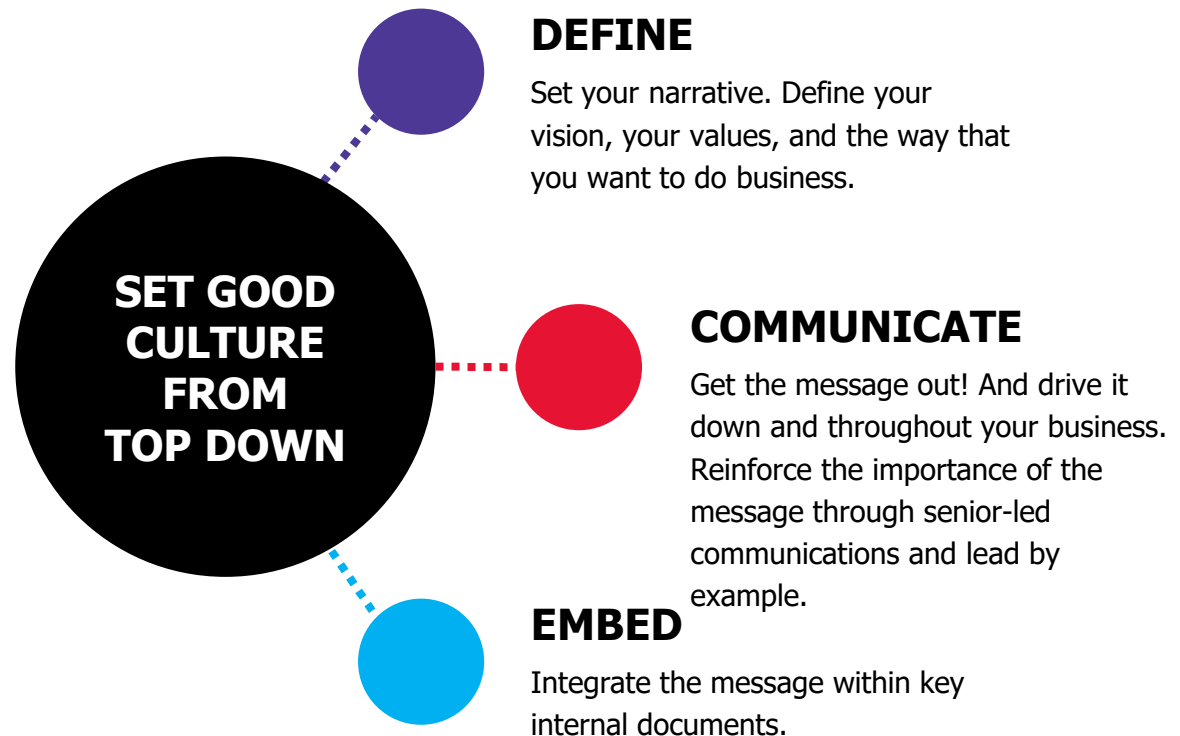 SET GOOD
CULTURE
FROM
TOP DOWN
DEFINE
Set your narrative. Define your
vision, your values, and the way that
you want to do business.
COMMUNICATE
Get the message out! And drive it
down and throughout your business.
Reinforce the importance of the
message through senior-led
communications and lead by
example.
EMBED
Integrate the message within key
internal documents.